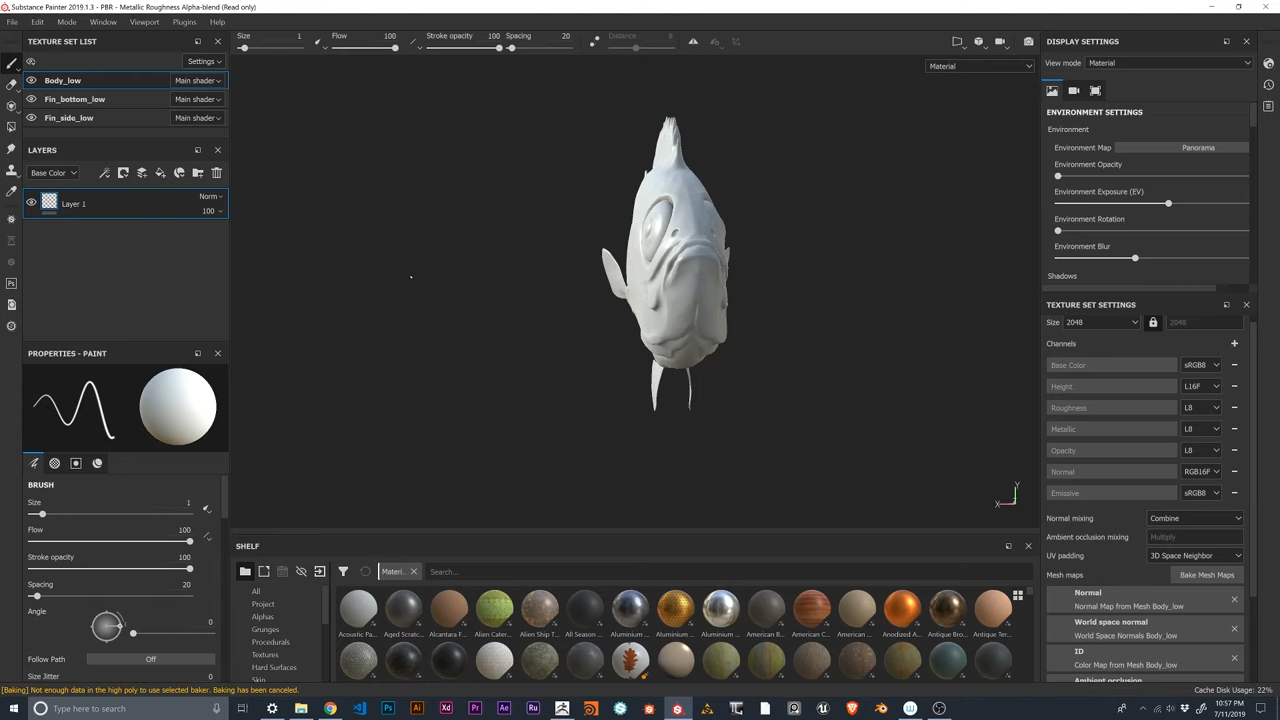 Substance Painter 2019.1.3 - PBR - Metallic Roughness Alpha-blend (Read only)
File Edit Mode Window Viewport Plugins Help
TEXTURE SET LIST
Settings
Body_low Main shader
Fin_bottom_low Main shader
Fin_side_low Main shader
LAYERS
Base Color
Layer 1 Norm
100
PROPERTIES - PAINT
BRUSH
Size 1
Flow 100
Stroke opacity 100
Spacing 20
Angle 0
Follow Path Off
Size Jitter 0
Size 1 Flow 100 Stroke opacity 100 Spacing 20 Distance 8
Material
X
Y
SHELF
Materi... Search...
All
Project
Alphas
Grunges
Procedurals
Textures
Hard Surfaces
Skin
Acoustic Pa... Aged Scratc... Alcantara F... Alien Cater... Alien Ship T... All Season ... Aluminium ... Aluminium ... Aluminium ... American B... American C... American ... Anodized A... Antique Bro... Antique Ter...
DISPLAY SETTINGS
View mode Material
ENVIRONMENT SETTINGS
Environment
Environment Map Panorama
Environment Opacity
Environment Exposure (EV)
Environment Rotation
Environment Blur
Shadows
TEXTURE SET SETTINGS
Size 2048 2048
Channels
Base Color sRGB8
Height L16F
Roughness L8
Metallic L8
Opacity L8
Normal RGB16F
Emissive sRGB8
Normal mixing Combine
Ambient occlusion mixing Multiply
UV padding 3D Space Neighbor
Mesh maps Bake Mesh Maps
Normal
Normal Map from Mesh Body_low
World space normal
World Space Normals Body_low
ID
Color Map from Mesh Body_low
Ambient occlusion
[Baking] Not enough data in the high poly to use selected baker. Baking has been canceled.
Cache Disk Usage: 22%
Type here to search
10:57 PM
7/11/2019